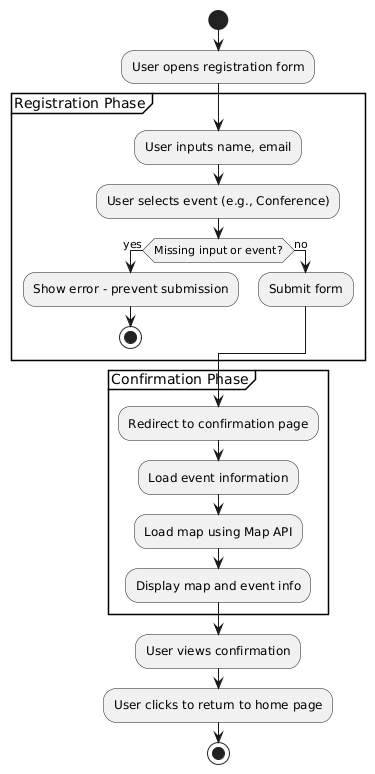 User opens registration form
Registration Phase
User inputs name, email
User selects event (e.g., Conference)
yes
Missing input or event?
no
Show error - prevent submission
Submit form
Confirmation Phase
Redirect to confirmation page
Load event information
Load map using Map API
Display map and event info
User views confirmation
User clicks to return to home page